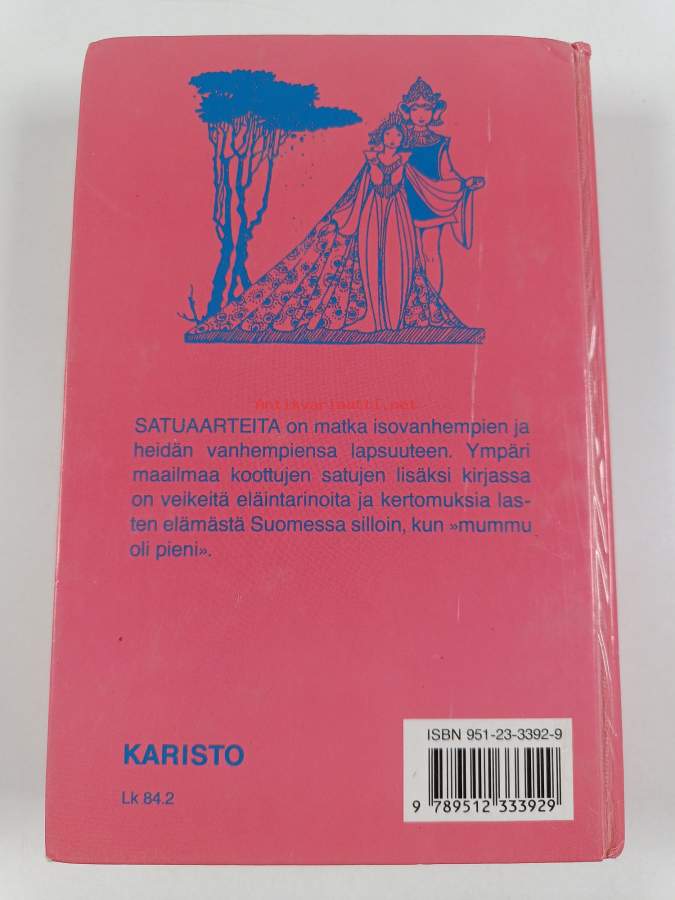 Antikvariaatti.net
SATUAARTEITA on matka isovanhempien ja
heidän vanhempiensa lapsuuteen. Ympäri
maailmaa koottujen satujen lisäksi kirjassa
on veikeitä eläintarinoita ja kertomuksia las-
ten elämästä Suomessa silloin, kun »mummu
oli pieni».
KARISTO
Lk 84.2
ISBN 951-23-3392-9
9 789512 333929